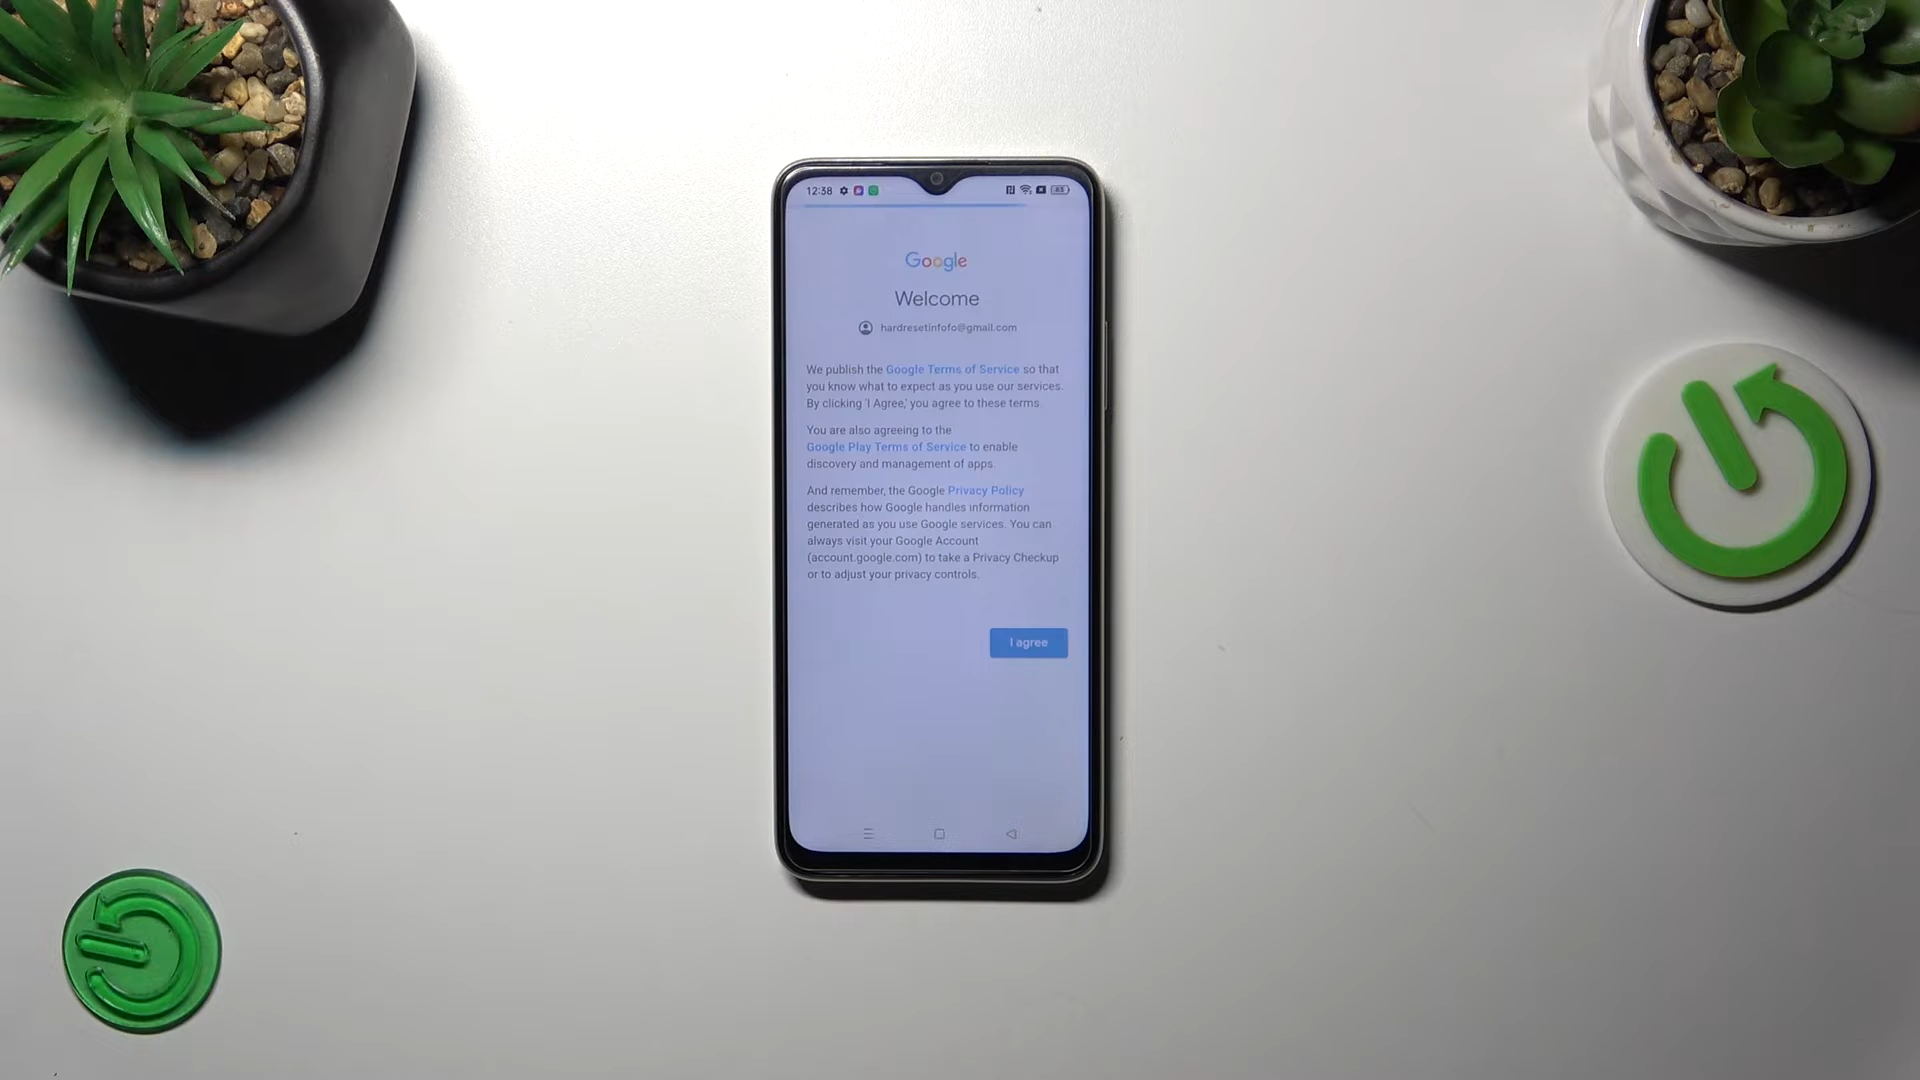 12:38
83
Google
Welcome
hardresetinfofo@gmail.com
We publish the Google Terms of Service so that
you know what to expect as you use our services.
By clicking 'I Agree,' you agree to these terms.
You are also agreeing to the
Google Play Terms of Service to enable
discovery and management of apps.
And remember, the Google Privacy Policy
describes how Google handles information
generated as you use Google services. You can
always visit your Google Account
(account.google.com) to take a Privacy Checkup
or to adjust your privacy controls.
I agree